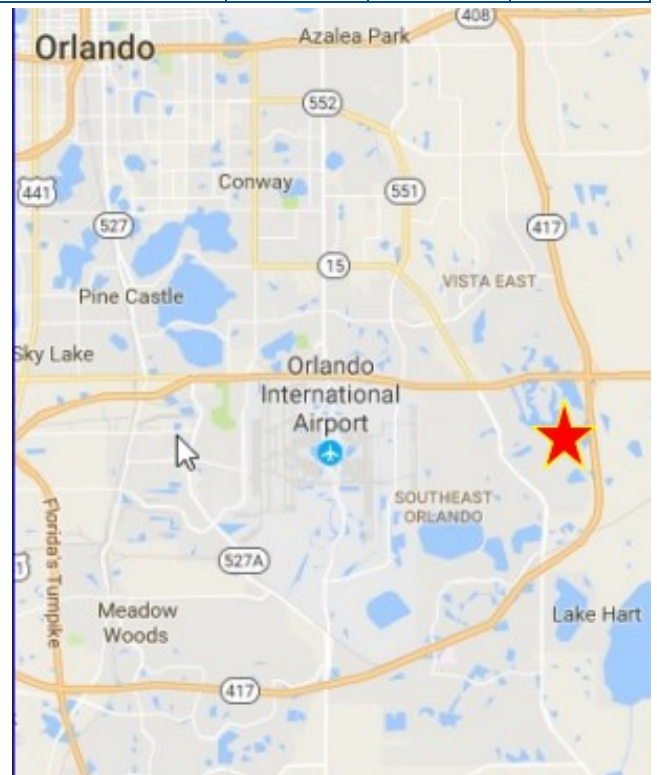 408
Orlando
Azalea Park
552
Conway
551
441
527
417
15
VISTA EAST
Pine Castle
Sky Lake
Orlando
International
Airport
SOUTHEAST
ORLANDO
Florida's Turnpike
527A
1
Meadow
Woods
Lake Hart
417